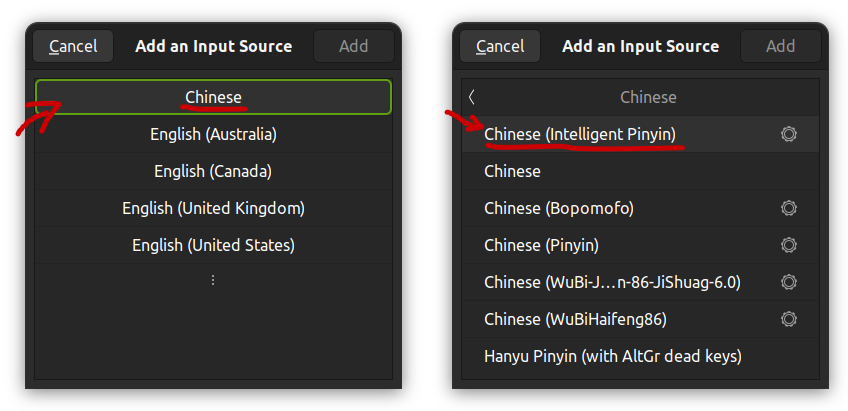 Cancel
Add an Input Source
Add
Chinese
English (Australia)
English (Canada)
English (United Kingdom)
English (United States)
Cancel
Add an Input Source
Add
Chinese
Chinese (Intelligent Pinyin)
Chinese
Chinese (Bopomofo)
Chinese (Pinyin)
Chinese (WuBi-J…n-86-JiShuag-6.0)
Chinese (WuBiHaifeng86)
Hanyu Pinyin (with AltGr dead keys)